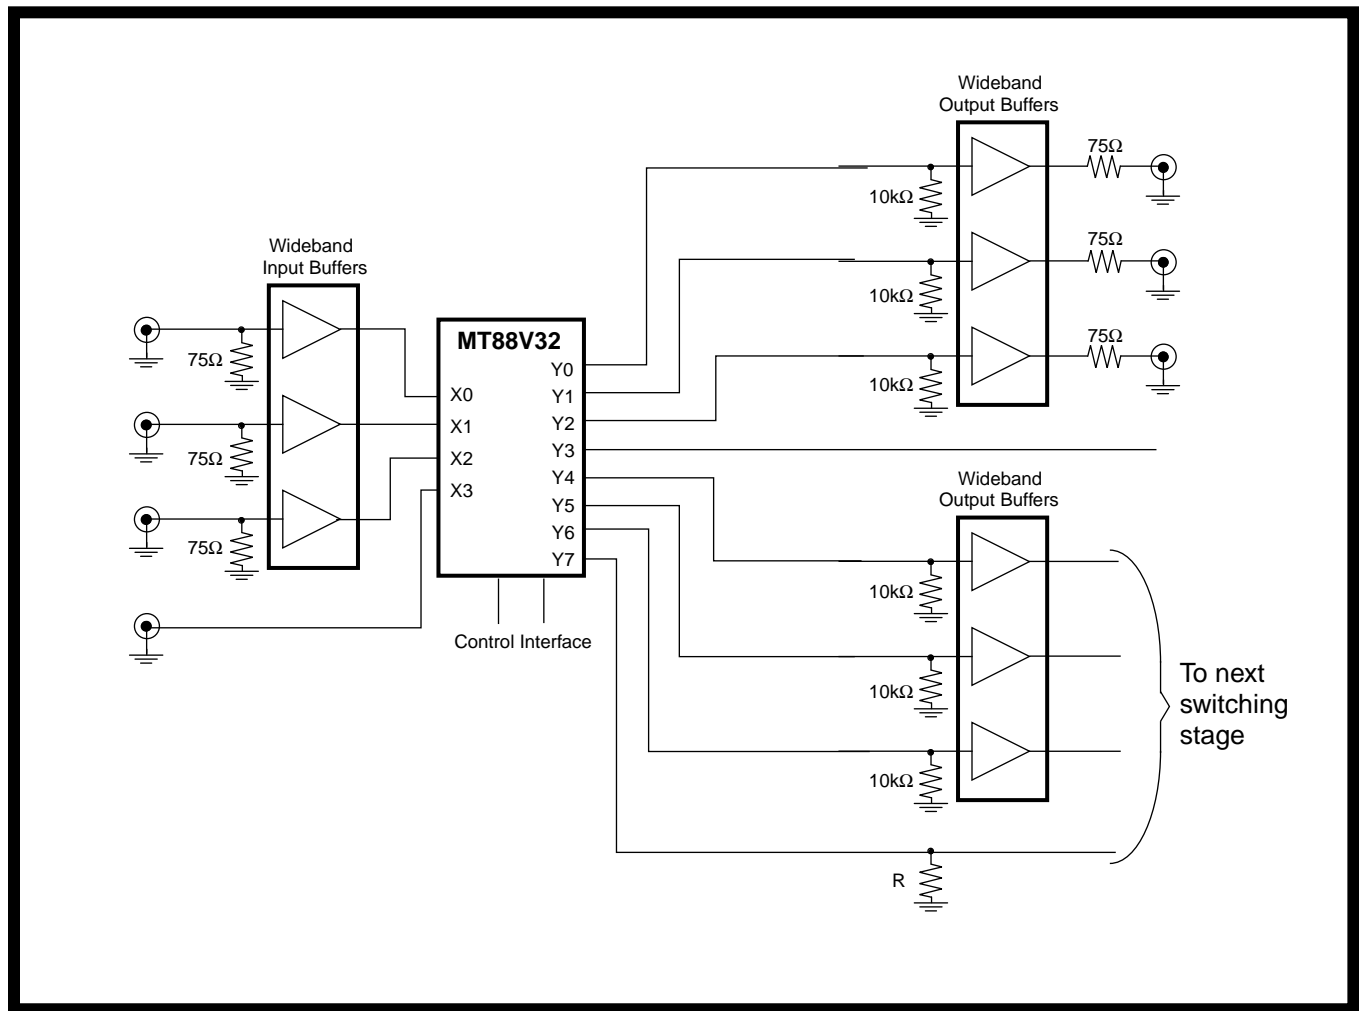 Wideband
Output Buffers
75Ω
10kΩ
75Ω
10kΩ
75Ω
10kΩ
Wideband
Input Buffers
75Ω
75Ω
75Ω
MT88V32
X0
X1
X2
X3
Y0
Y1
Y2
Y3
Y4
Y5
Y6
Y7
Control Interface
Wideband
Output Buffers
10kΩ
10kΩ
10kΩ
R
To next
switching
stage